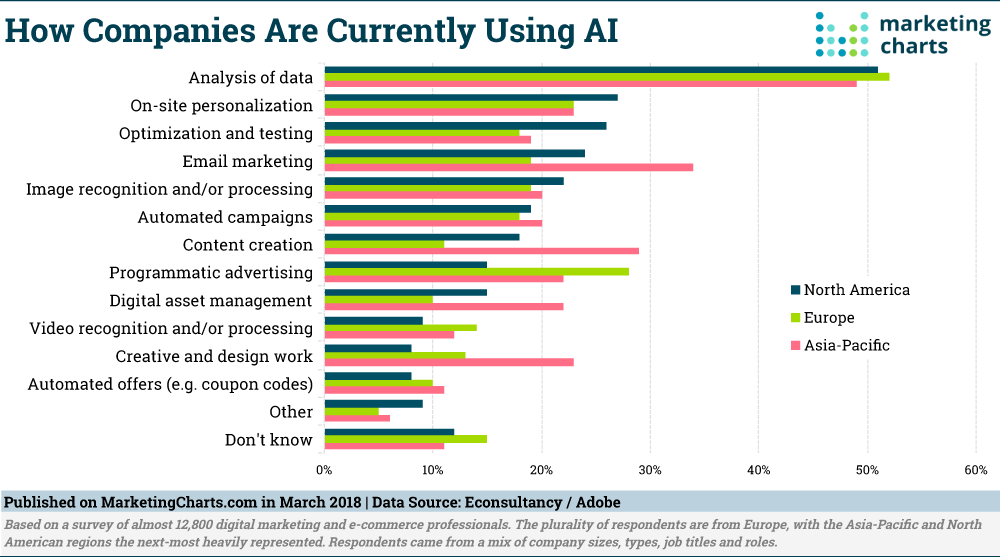 How Companies Are Currently Using AI
marketing
charts
Analysis of data
On-site personalization
Optimization and testing
Email marketing
Image recognition and/or processing
Automated campaigns
Content creation
Programmatic advertising
Digital asset management
Video recognition and/or processing
Creative and design work
Automated offers (e.g. coupon codes)
Other
Don't know
North America
Europe
Asia-Pacific
0% 10% 20% 30% 40% 50% 60%
Published on MarketingCharts.com in March 2018 | Data Source: Econsultancy / Adobe
Based on a survey of almost 12,800 digital marketing and e-commerce professionals. The plurality of respondents are from Europe, with the Asia-Pacific and North
American regions the next-most heavily represented. Respondents came from a mix of company sizes, types, job titles and roles.